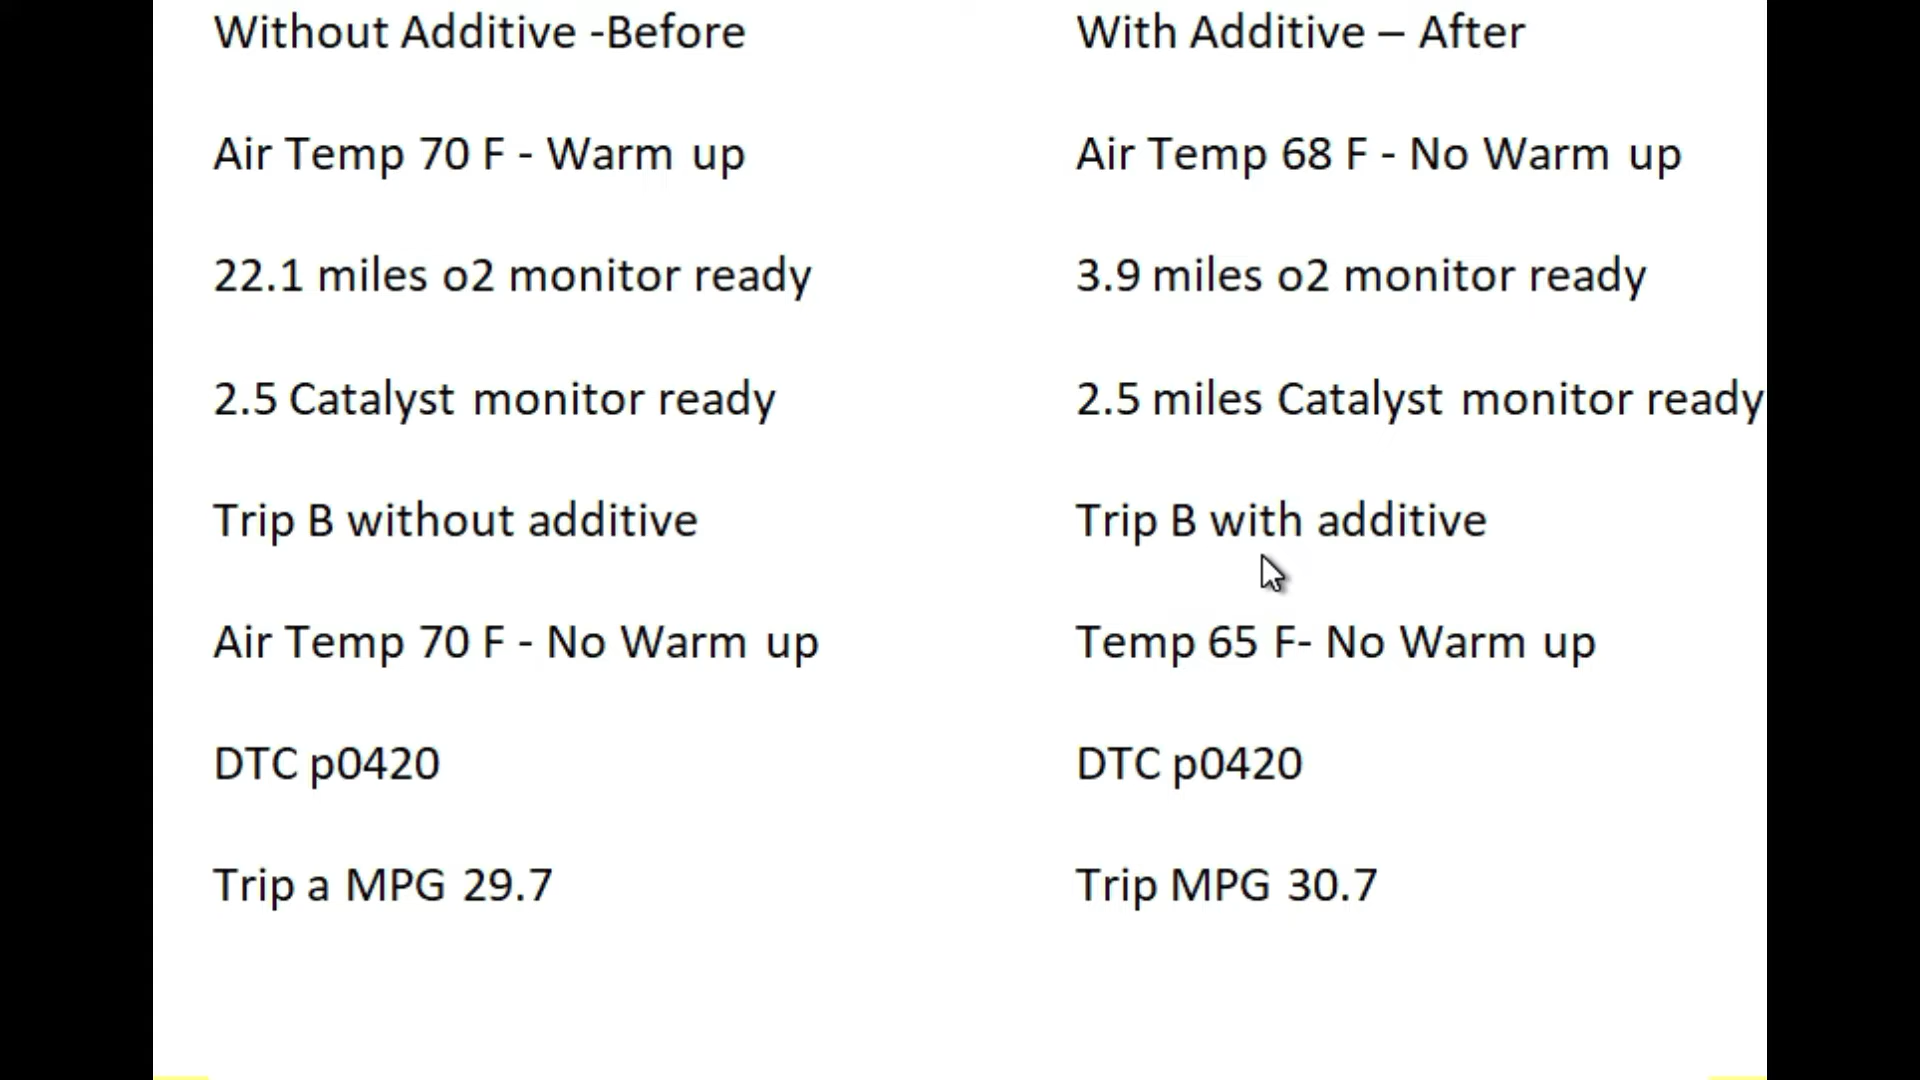 Without Additive -Before
Air Temp 70 F - Warm up
22.1 miles o2 monitor ready
2.5 Catalyst monitor ready
Trip B without additive
Air Temp 70 F - No Warm up
DTC p0420
Trip a MPG 29.7
With Additive – After
Air Temp 68 F - No Warm up
3.9 miles o2 monitor ready
2.5 miles Catalyst monitor ready
Trip B with additive
Temp 65 F- No Warm up
DTC p0420
Trip MPG 30.7